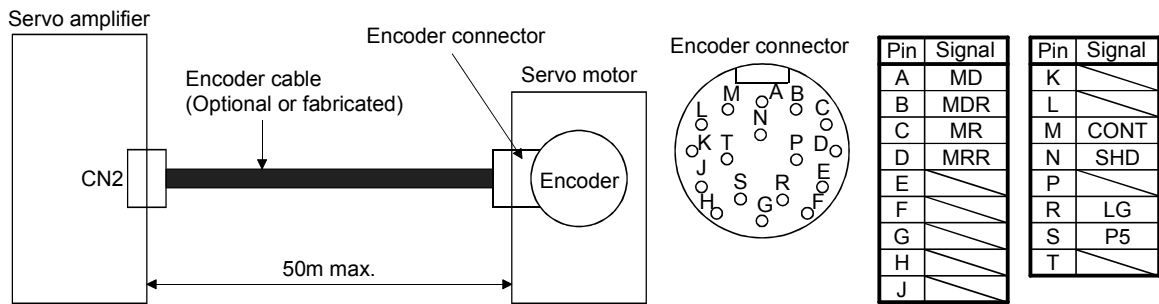 Servo amplifier
Encoder connector
Encoder cable
(Optional or fabricated)
Servo motor
CN2
Encoder
50m max.
Encoder connector
M A B
L N C
K T P D
J S R E
H G F
Pin Signal
A MD
B MDR
C MR
D MRR
E
F
G
H
J
Pin Signal
K
L
M CONT
N SHD
P
R LG
S P5
T